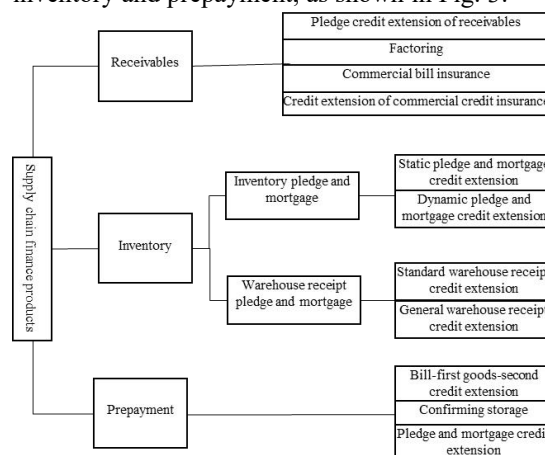 inventory and prepayment, as shown in Fig. 3.
Pledge credit extension of receivables
Receivables
Factoring
Commercial bill insurance
Credit extension of commercial credit insurance
Supply chain finance products
Inventory
Inventory pledge and
mortgage
Static pledge and mortgage
credit extension
Dynamic pledge and
mortgage credit extension
Warehouse receipt
pledge and mortgage
Standard warehouse receipt
credit extension
General warehouse receipt
credit extension
Prepayment
Bill-first goods-second
credit extension
Confirming storage
Pledge and mortgage credit
extension